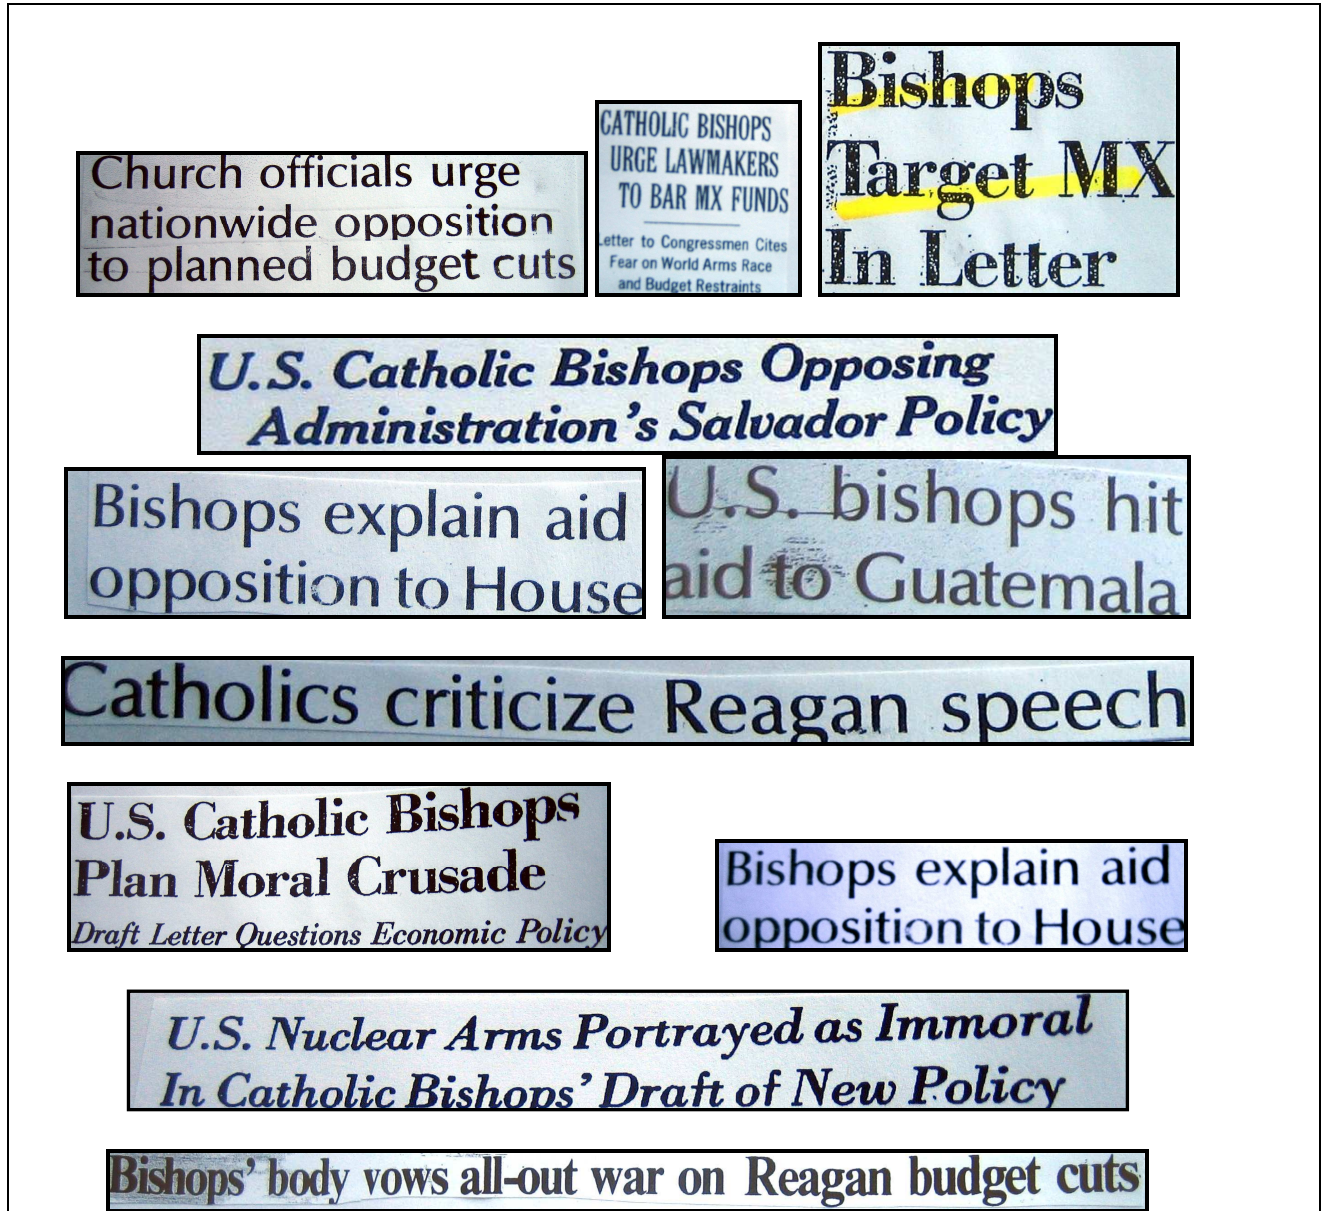 Church officials urge
nationwide opposition
to planned budget cuts
CATHOLIC BISHOPS
URGE LAWMAKERS
TO BAR MX FUNDS
Letter to Congressmen Cites
Fear on World Arms Race
and Budget Restraints
Bishops
Target MX
In Letter
U.S. Catholic Bishops Opposing
Administration's Salvador Policy
Bishops explain aid
opposition to House
U.S. bishops hit
aid to Guatemala
Catholics criticize Reagan speech
U.S. Catholic Bishops
Plan Moral Crusade
Draft Letter Questions Economic Policy
Bishops explain aid
opposition to House
U.S. Nuclear Arms Portrayed as Immoral
In Catholic Bishops' Draft of New Policy
Bishops' body vows all-out war on Reagan budget cuts